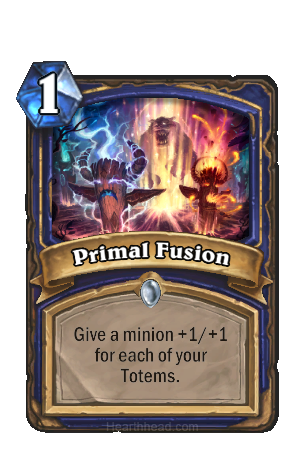 1
Primal Fusion
Give a minion +1/+1
for each of your
Totems.
Hearthhead.com